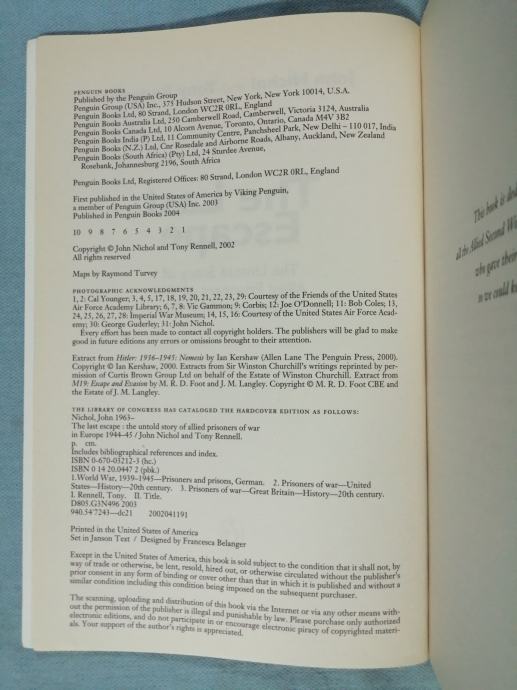 PENGUIN BOOKS
Published by the Penguin Group
Penguin Group (USA) Inc., 375 Hudson Street, New York, New York 10014, U.S.A.
Penguin Books Ltd, 80 Strand, London WC2R 0RL, England
Penguin Books Australia Ltd, 250 Camberwell Road, Camberwell, Victoria 3124, Australia
Penguin Books Canada Ltd, 10 Alcorn Avenue, Toronto, Ontario, Canada M4V 3B2
Penguin Books India (P) Ltd, 11 Community Centre, Panchsheel Park, New Delhi – 110 017, India
Penguin Books (N.Z.) Ltd, Cnr Rosedale and Airborne Roads, Albany, Auckland, New Zealand
Penguin Books (South Africa) (Pty) Ltd, 24 Sturdee Avenue,
Rosebank, Johannesburg 2196, South Africa
Penguin Books Ltd, Registered Offices: 80 Strand, London WC2R 0RL, England
First published in the United States of America by Viking Penguin,
a member of Penguin Group (USA) Inc. 2003
Published in Penguin Books 2004
10 9 8 7 6 5 4 3 2 1
Copyright © John Nichol and Tony Rennell, 2002
All rights reserved
Maps by Raymond Turvey
PHOTOGRAPHIC ACKNOWLEDGMENTS
1, 2: Cal Younger; 3, 4, 5, 17, 18, 19, 20, 21, 22, 23, 29: Courtesy of the Friends of the United States
Air Force Academy Library; 6, 7, 8: Vic Gammon; 9: Corbis; 12: Joe O'Donnell; 11: Bob Coles; 13,
24, 25, 26, 27, 28: Imperial War Museum; 14, 15, 16: Courtesy of the United States Air Force Acad-
emy; 30: George Guderley; 31: John Nichol.
Every effort has been made to contact all copyright holders. The publishers will be glad to make
good in future editions any errors or omissions brought to their attention.
Extract from Hitler: 1936-1945: Nemesis by Ian Kershaw (Allen Lane The Penguin Press, 2000).
Copyright © Ian Kershaw, 2000. Extracts from Sir Winston Churchill's writings reprinted by per-
mission of Curtis Brown Group Ltd on behalf of the Estate of Winston Churchill. Extract from
M19: Escape and Evasion by M. R. D. Foot and J. M. Langley. Copyright © M. R. D. Foot CBE and
the Estate of J. M. Langley.
THE LIBRARY OF CONGRESS HAS CATALOGED THE HARDCOVER EDITION AS FOLLOWS:
Nichol, John 1963–
The last escape : the untold story of allied prisoners of war
in Europe 1944-45 / John Nichol and Tony Rennell.
p. cm.
Includes bibliographical references and index.
ISBN 0-670-03212-3 (hc.)
ISBN 0 14 20.0447 2 (pbk.)
1. World War, 1939-1945—Prisoners and prisons, German. 2. Prisoners of war—United
States—History—20th century. 3. Prisoners of war—Great Britain—History—20th century.
I. Rennell, Tony. II. Title.
D805.G3N496 2003
940.54'7243—dc21 2002041191
Printed in the United States of America
Set in Janson Text / Designed by Francesca Belanger
Except in the United States of America, this book is sold subject to the condition that it shall not, by
way of trade or otherwise, be lent, resold, hired out, or otherwise circulated without the publisher's
prior consent in any form of binding or cover other than that in which it is published and without a
similar condition including this condition being imposed on the subsequent purchaser.
The scanning, uploading and distribution of this book via the Internet or via any other means with-
out the permission of the publisher is illegal and punishable by law. Please purchase only authorized
electronic editions, and do not participate in or encourage electronic piracy of copyrighted materi-
als. Your support of the author's rights is appreciated.
This book is
all the Allied Second
who gave their
so we could